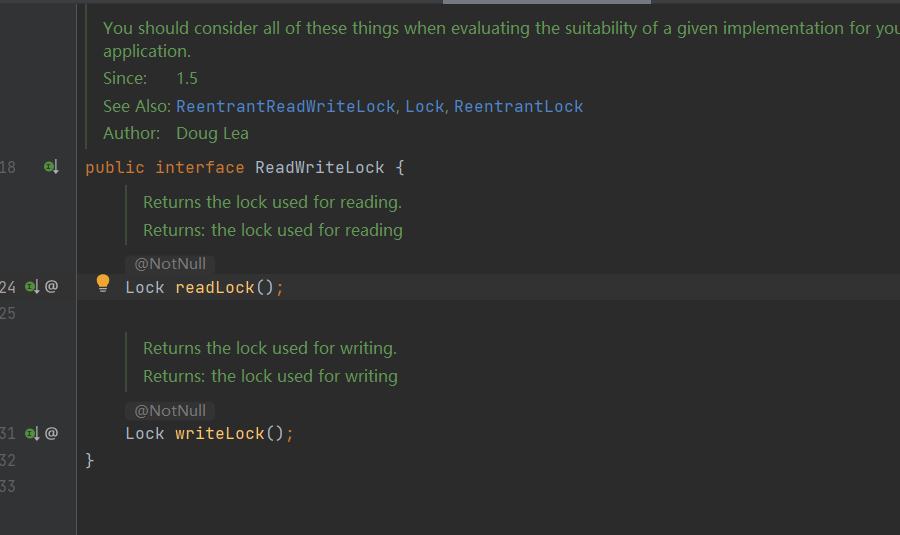 You should consider all of these things when evaluating the suitability of a given implementation for you
application.
Since: 1.5
See Also: ReentrantReadWriteLock, Lock, ReentrantLock
Author: Doug Lea
18 public interface ReadWriteLock {
Returns the lock used for reading.
Returns: the lock used for reading
@NotNull
24 @ Lock readLock();
25
Returns the lock used for writing.
Returns: the lock used for writing
@NotNull
31 @ Lock writeLock();
32 }
33